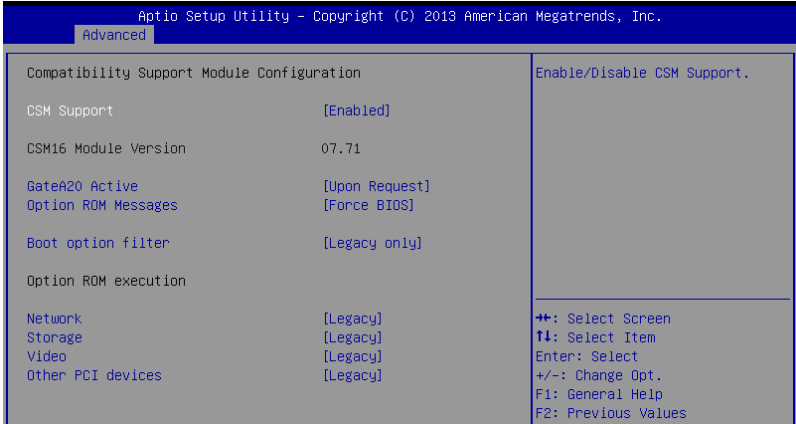 Aptio Setup Utility – Copyright (C) 2013 American Megatrends, Inc.
Advanced
Compatibility Support Module Configuration
CSM Support [Enabled]
CSM16 Module Version 07.71
GateA20 Active [Upon Request]
Option ROM Messages [Force BIOS]
Boot option filter [Legacy only]
Option ROM execution
Network [Legacy]
Storage [Legacy]
Video [Legacy]
Other PCI devices [Legacy]
Enable/Disable CSM Support.
→←: Select Screen
↑↓: Select Item
Enter: Select
+/-: Change Opt.
F1: General Help
F2: Previous Values